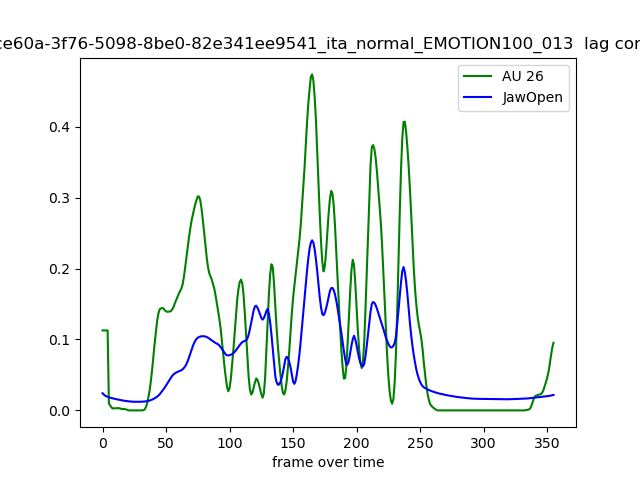 ce60a-3f76-5098-8be0-82e341ee9541_ita_normal_EMOTION100_013 lag cor
AU 26
JawOpen
0.4
0.3
0.2
0.1
0.0
0 50 100 150 200 250 300 350
frame over time